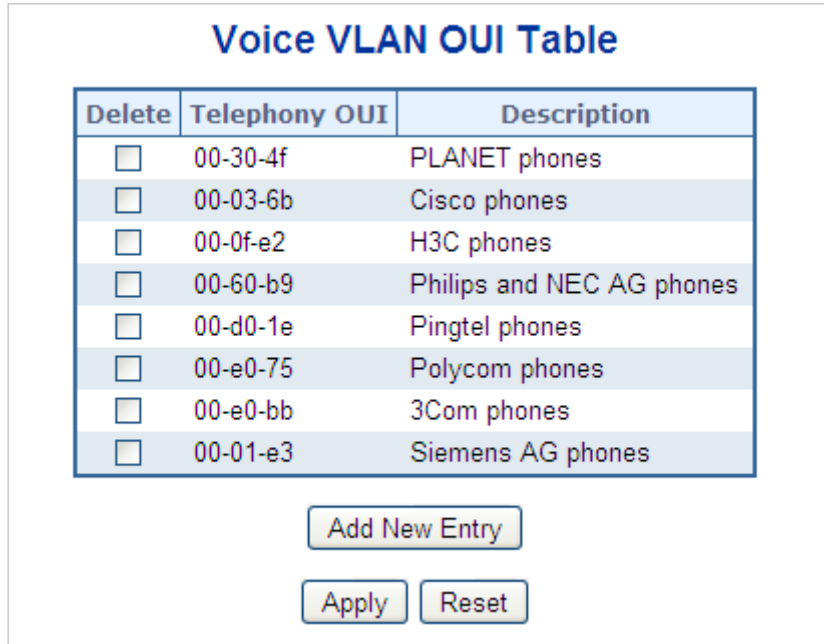 Voice VLAN OUI Table
Delete Telephony OUI Description
00-30-4f PLANET phones
00-03-6b Cisco phones
00-0f-e2 H3C phones
00-60-b9 Philips and NEC AG phones
00-d0-1e Pingtel phones
00-e0-75 Polycom phones
00-e0-bb 3Com phones
00-01-e3 Siemens AG phones
Add New Entry
Apply Reset